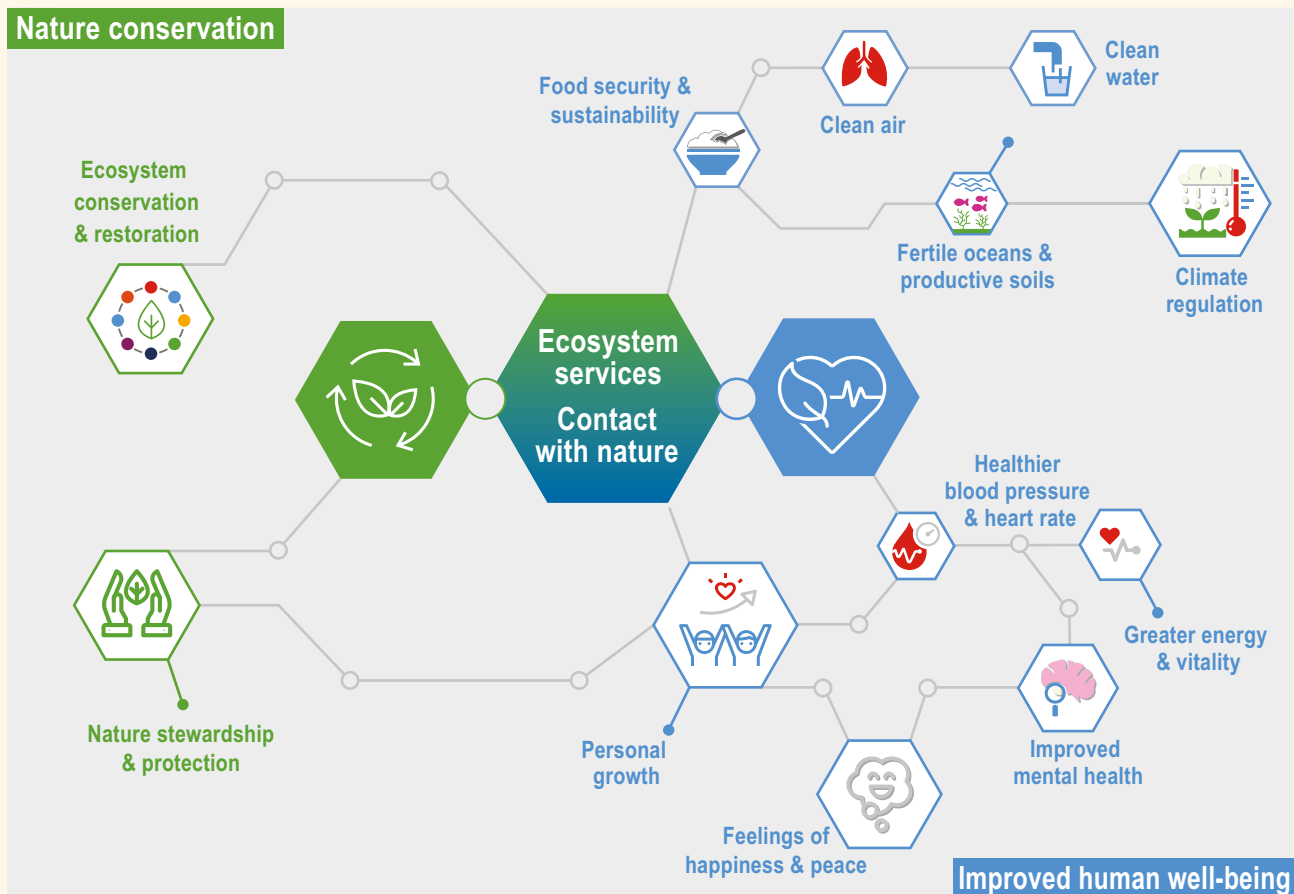 Nature conservation
Food security &
sustainability
Clean air
Clean
water
Ecosystem
conservation
& restoration
Fertile oceans &
productive soils
Climate
regulation
Ecosystem
services
Contact
with nature
Healthier
blood pressure
& heart rate
Greater energy
& vitality
Nature stewardship
& protection
Personal
growth
Improved
mental health
Feelings of
happiness & peace
Improved human well-being